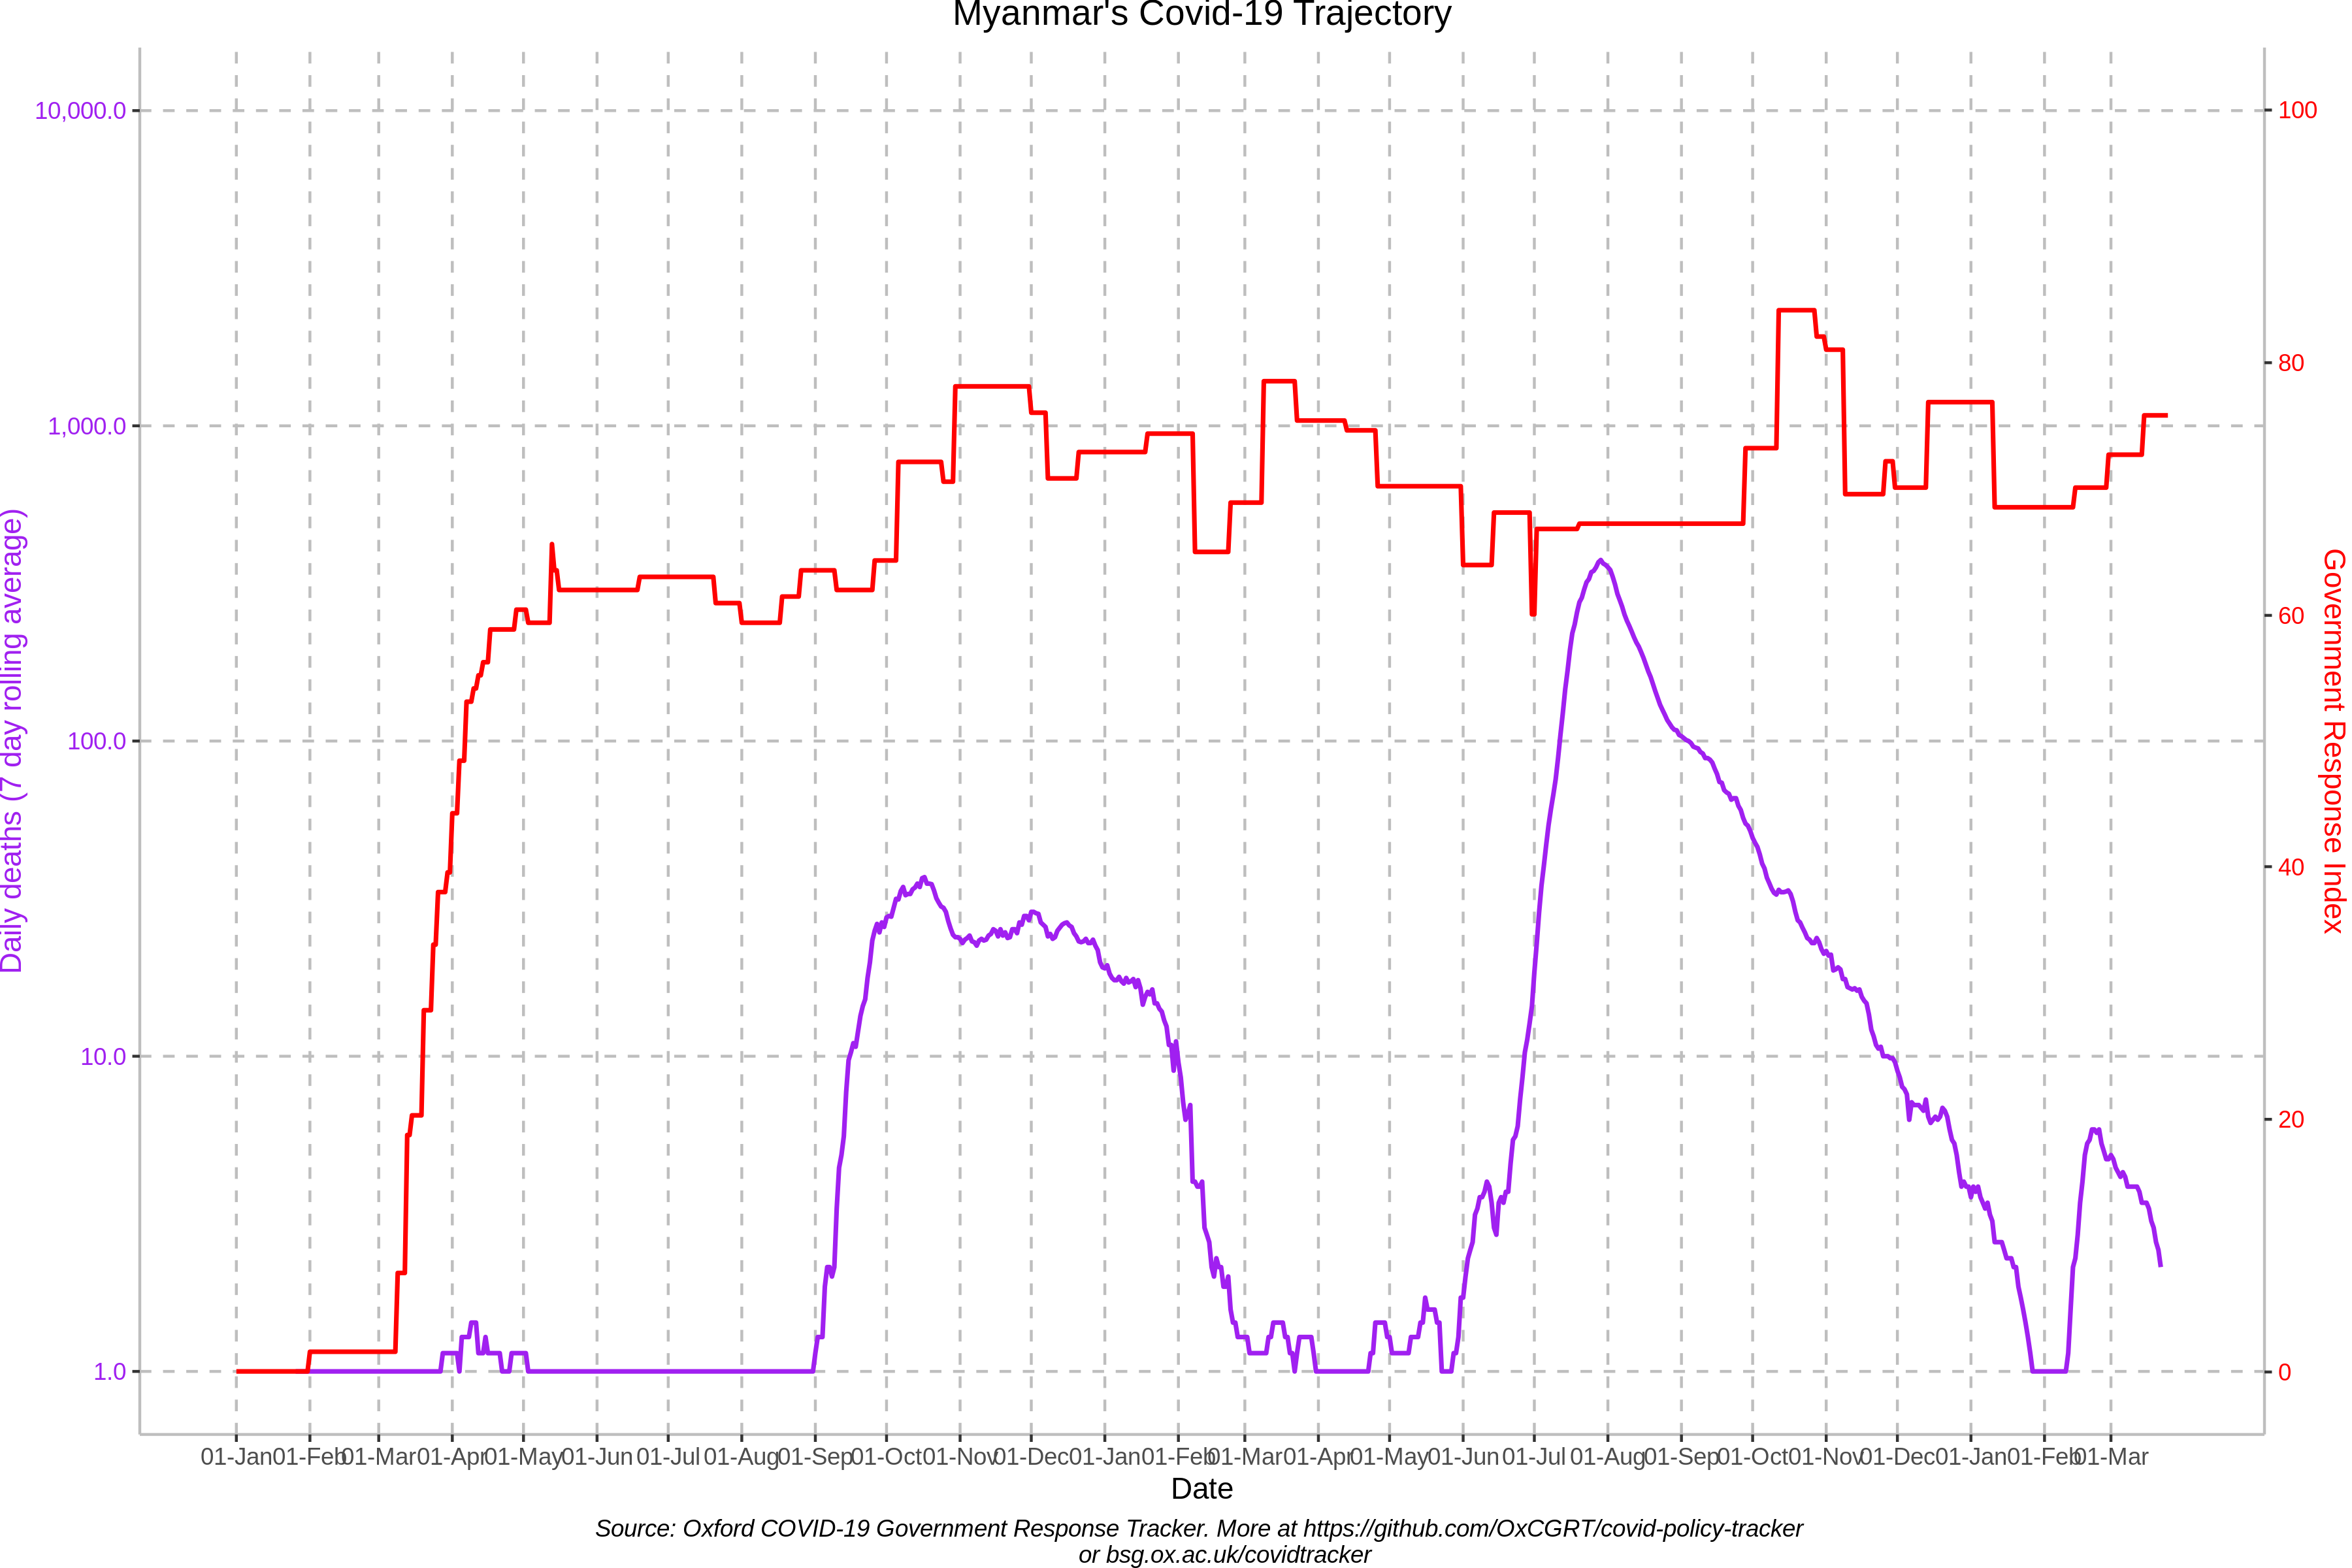 Myanmar's Covid-19 Trajectory
10,000.0
1,000.0
100.0
10.0
1.0
Daily deaths (7 day rolling average)
100
80
60
40
20
0
Government Response Index
01-Jan 01-Feb 01-Mar 01-Apr 01-May 01-Jun 01-Jul 01-Aug 01-Sep 01-Oct 01-Nov 01-Dec 01-Jan 01-Feb 01-Mar 01-Apr 01-May 01-Jun 01-Jul 01-Aug 01-Sep 01-Oct 01-Nov 01-Dec 01-Jan 01-Feb 01-Mar
Date
Source: Oxford COVID-19 Government Response Tracker. More at https://github.com/OxCGRT/covid-policy-tracker
or bsg.ox.ac.uk/covidtracker